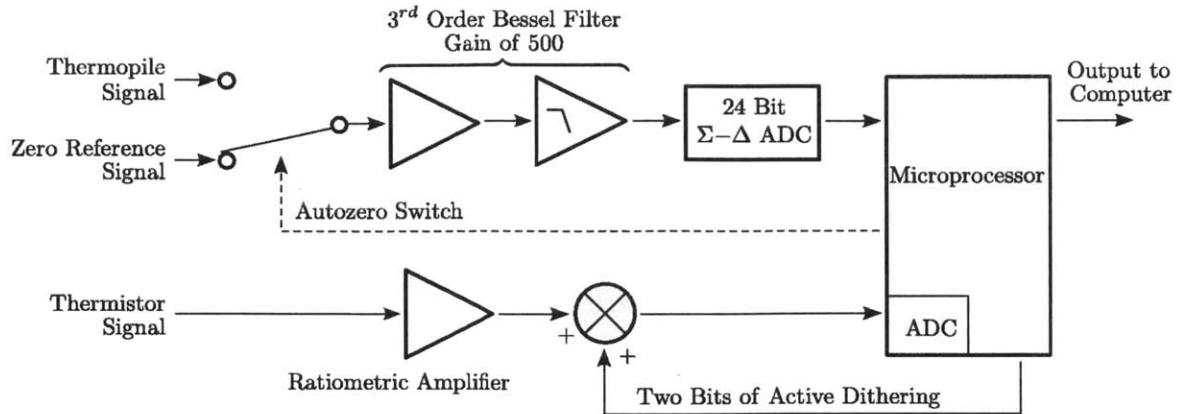 3rd Order Bessel Filter
Gain of 500
Thermopile
Signal
Output to
Computer
24 Bit
Σ−Δ ADC
Zero Reference
Signal
Microprocessor
Autozero Switch
Thermistor
Signal
ADC
+
+
Ratiometric Amplifier
Two Bits of Active Dithering